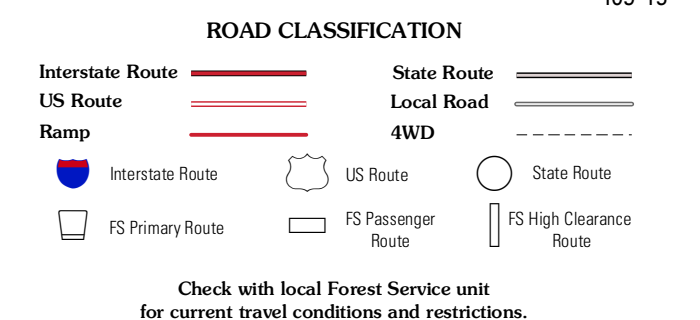 ROAD CLASSIFICATION
Interstate Route
State Route
US Route
Local Road
Ramp
4WD
Interstate Route
US Route
State Route
FS Primary Route
FS Passenger
Route
FS High Clearance
Route
Check with local Forest Service unit
for current travel conditions and restrictions.